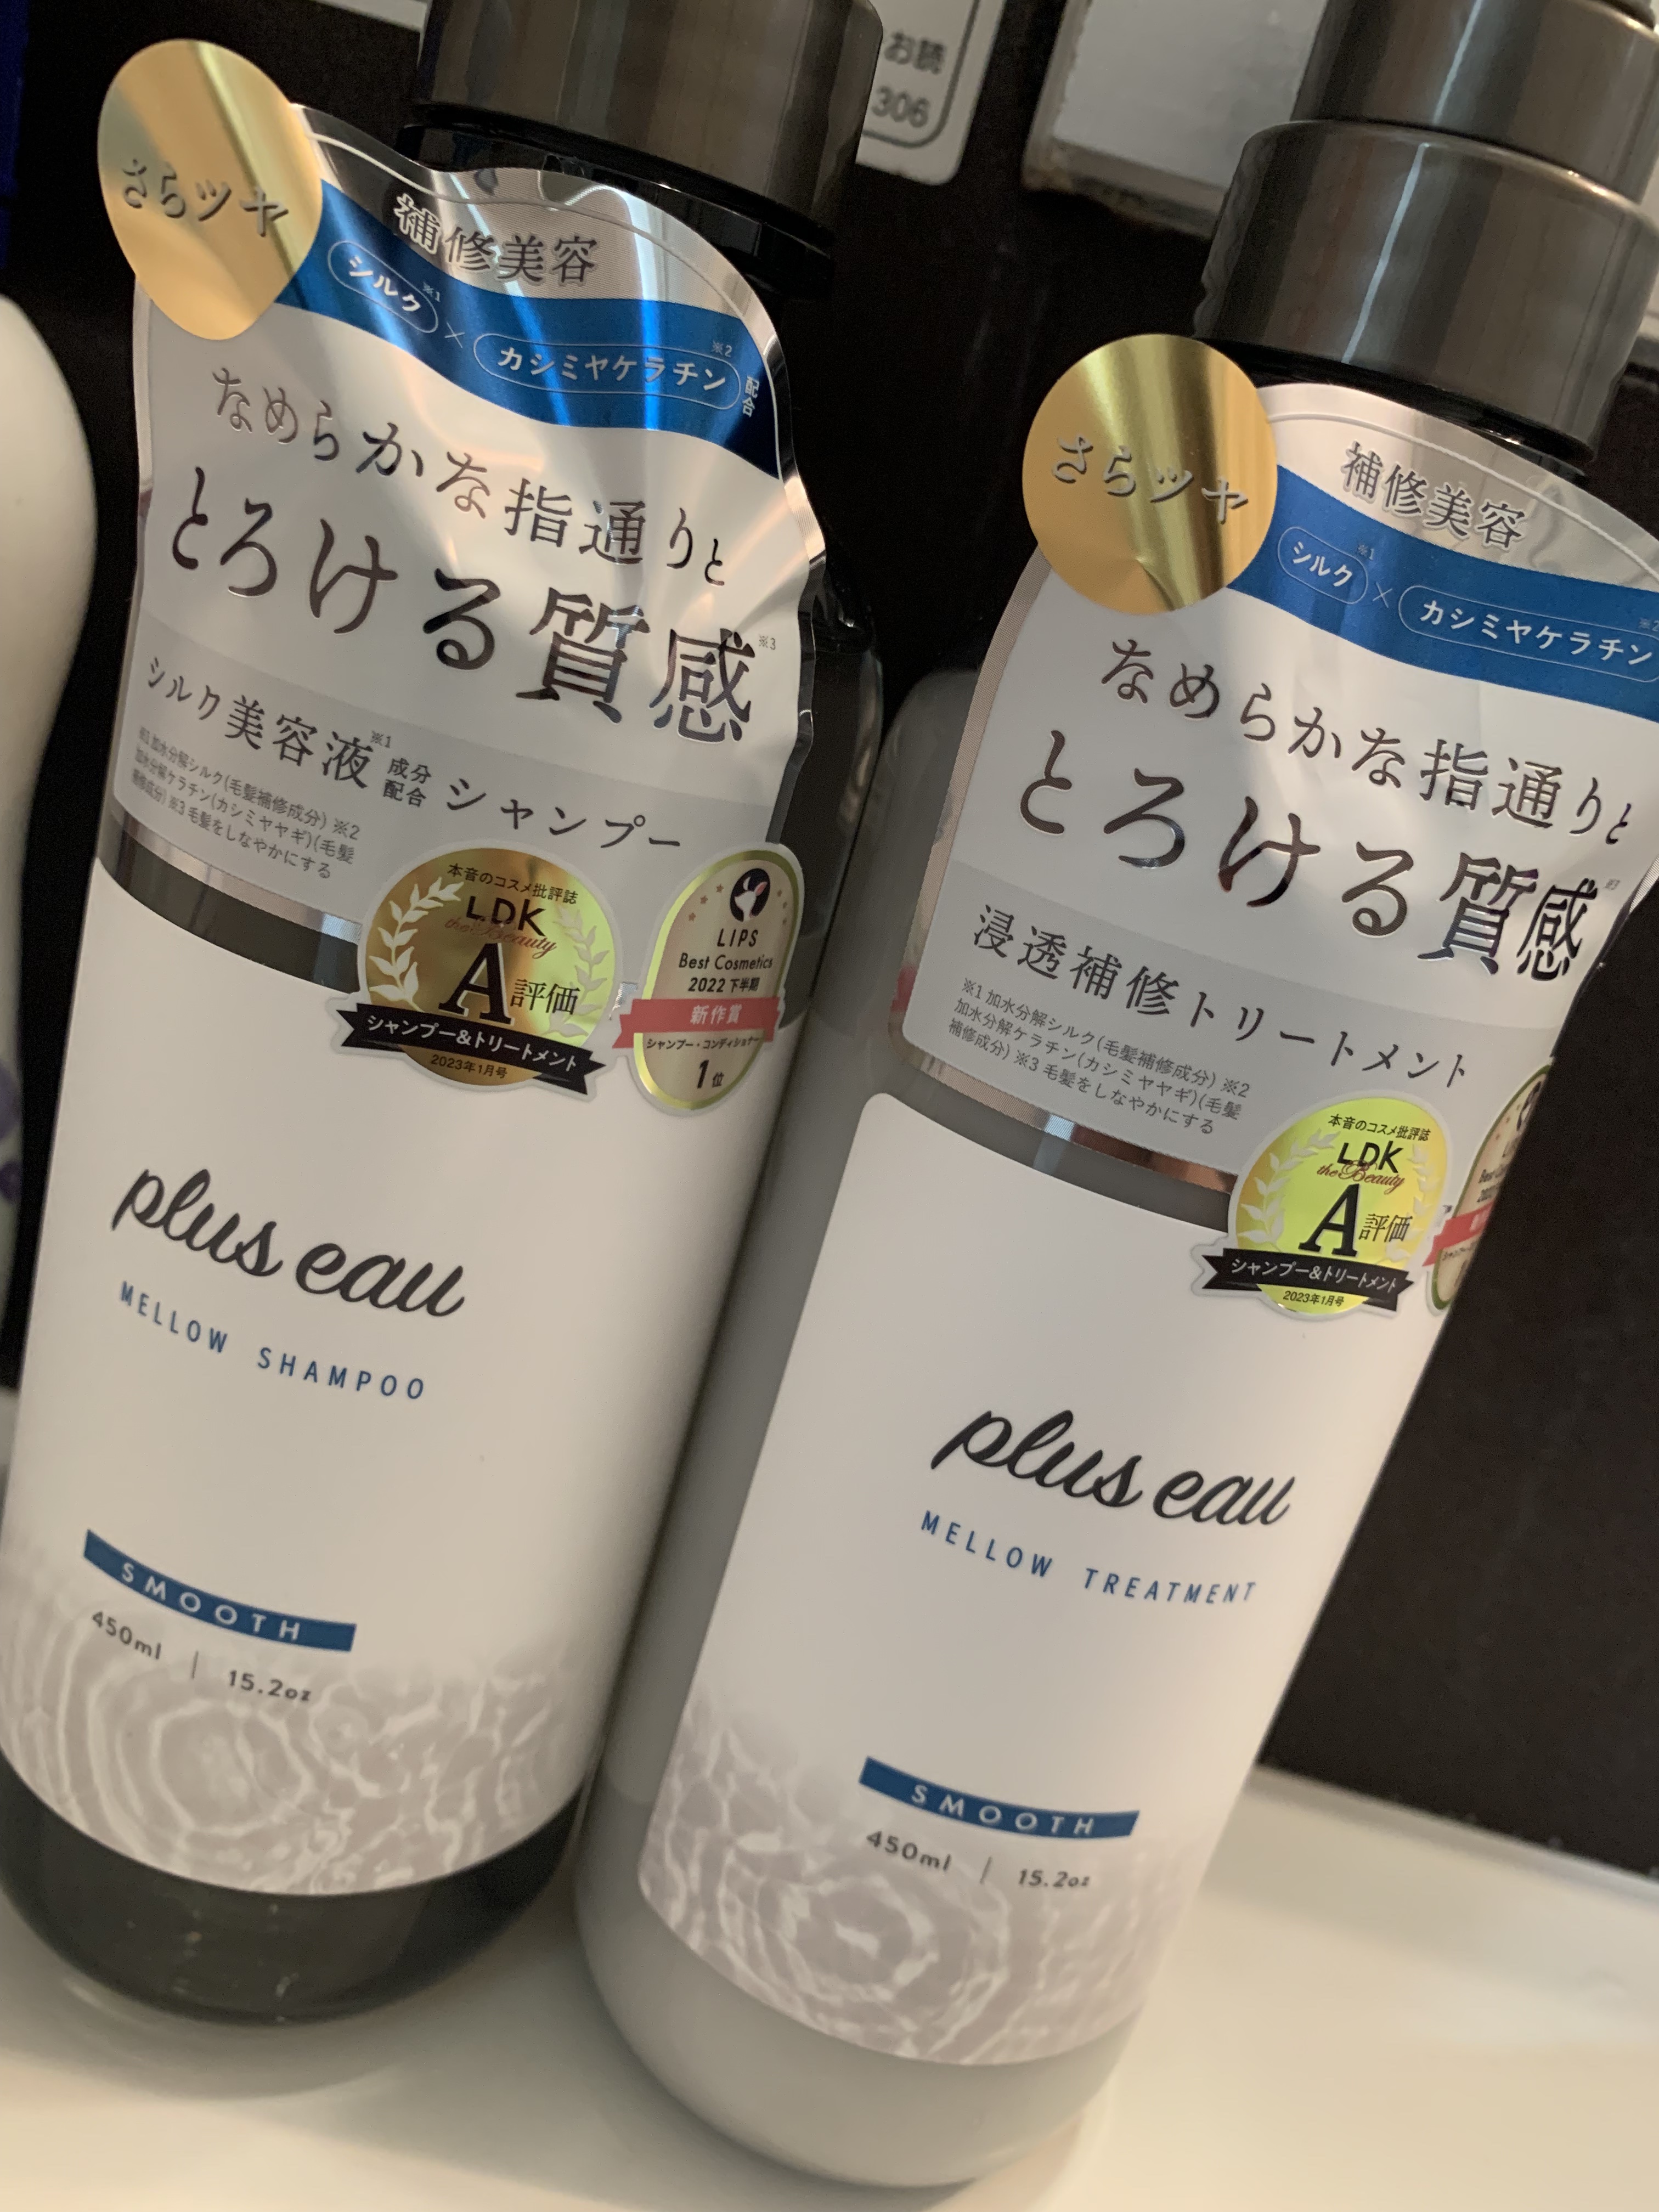 お読
306
さらツヤ
補修美容
シルク※1×カシミヤケラチン※2配合
なめらかな指通りと
とろける質感※3
シルク美容液※1成分配合シャンプー
※1 加水分解シルク(毛髪補修成分) ※2
加水分解ケラチン(カシミヤヤギ)(毛髪
補修成分) ※3 毛髪をしなやかにする
本音のコスメ批評誌
LDK
the Beauty
A評価
シャンプー&トリートメント
2023年1月号
LIPS
Best Cosmetics
2022 下半期
新作賞
シャンプー・コンディショナー
1位
plus eau
MELLOW SHAMPOO
SMOOTH
450ml | 15.2oz
さらツヤ
補修美容
シルク※1×カシミヤケラチン
なめらかな指通りと
とろける質感※3
浸透補修トリートメント
※1 加水分解シルク(毛髪補修成分) ※2
加水分解ケラチン(カシミヤヤギ)(毛髪
補修成分) ※3 毛髪をしなやかにする
本音のコスメ批評誌
LDK
the Beauty
A評価
シャンプー&トリートメント
2023年1月号
plus eau
MELLOW TREATMENT
SMOOTH
450ml | 15.2oz